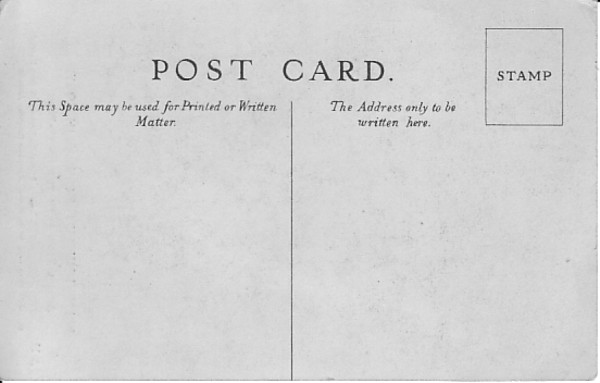 POST CARD.
STAMP
This Space may be used for Printed or Written
Matter.
The Address only to be
written here.